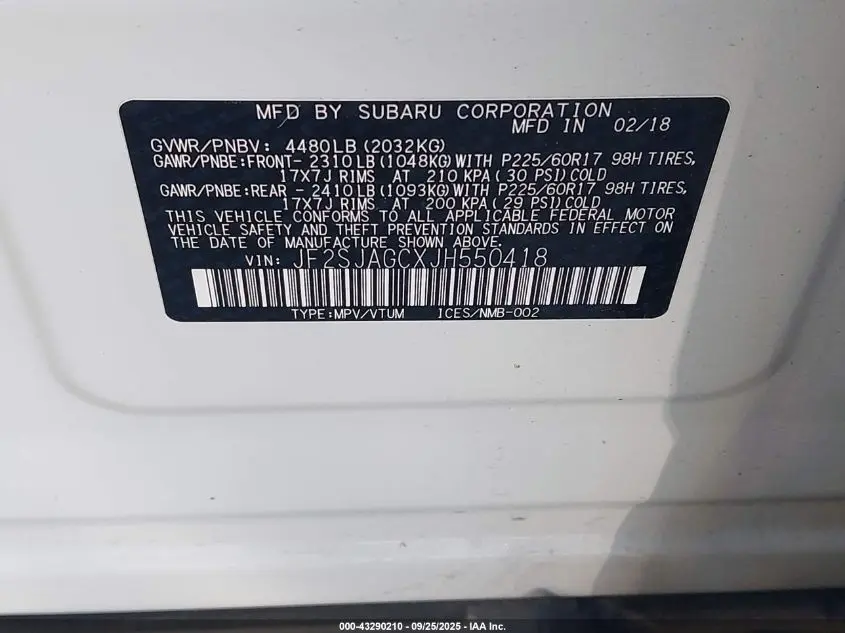 MFD BY SUBARU CORPORATION
MFD IN 02/18
GVWR/PNBV: 4480LB(2032KG)
GAWR/PNBE:FRONT- 2310LB(1048KG)WITH P225/60R17 98H TIRES,
17X7J RIMS AT 210 KPA(30 PSI)COLD
GAWR/PNBE:REAR - 2410LB(1093KG)WITH P225/60R17 98H TIRES,
17X7J RIMS AT 200 KPA(29 PSI)COLD
THIS VEHICLE CONFORMS TO ALL APPLICABLE FEDERAL MOTOR
VEHICLE SAFETY AND THEFT PREVENTION STANDARDS IN EFFECT ON
THE DATE OF MANUFACTURE SHOWN ABOVE.
VIN: JF2SJAGCXJH550418
TYPE:MPV/VTUM ICES/NMB-002
000-43290210 - 09/25/2025 - IAA Inc.